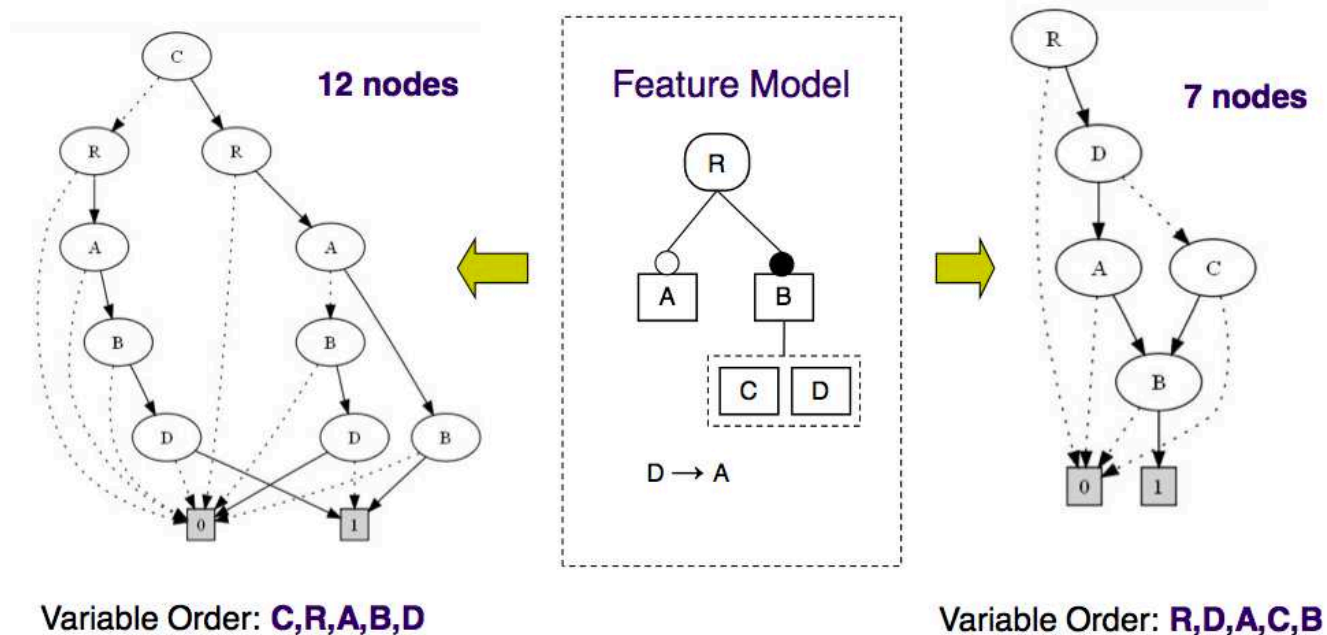 C
12 nodes
R
R
A
A
B
B
D
D
B
0
1
Variable Order: C,R,A,B,D
Feature Model
R
A
B
C
D
D → A
R
7 nodes
D
A
C
B
0
1
Variable Order: R,D,A,C,B